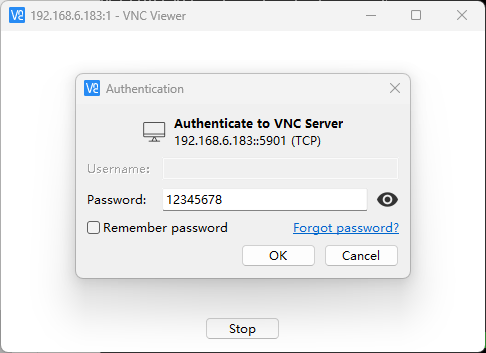 192.168.6.183:1 - VNC Viewer
Authentication
Authenticate to VNC Server
192.168.6.183::5901 (TCP)
Username:
Password: 12345678
Remember password Forgot password?
OK Cancel
Stop